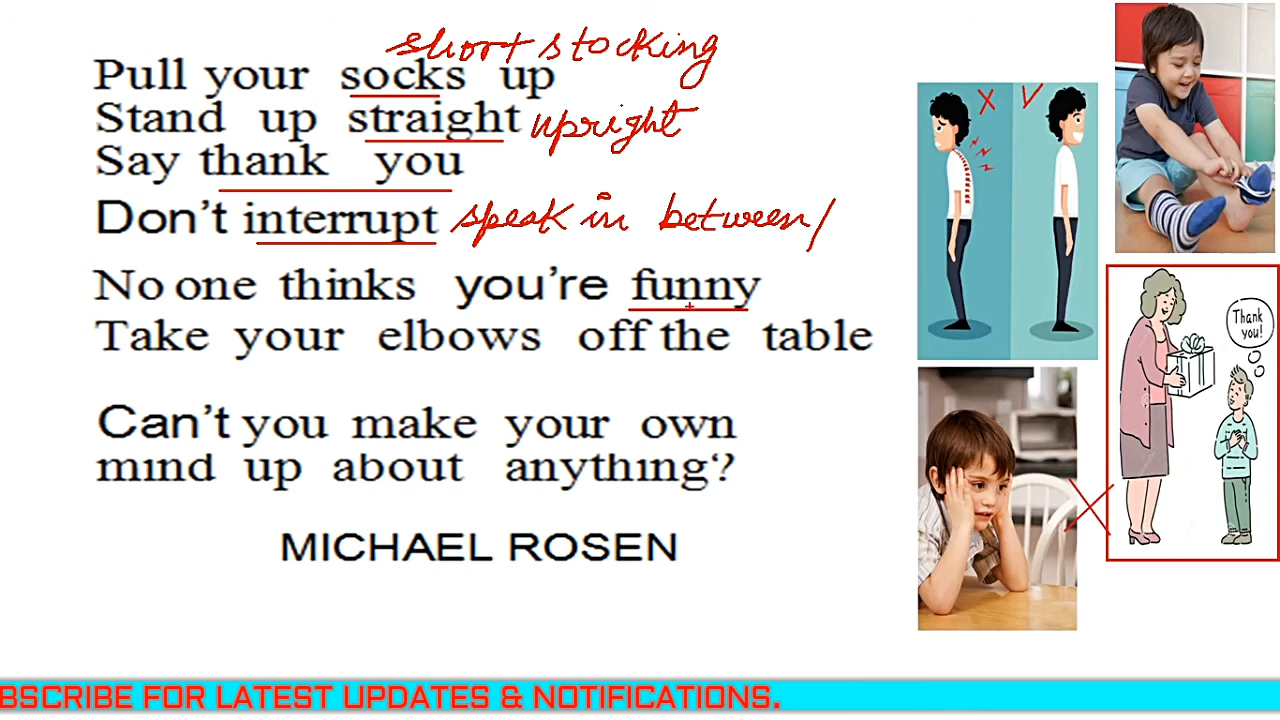 short stocking
Pull your socks up
Stand up straight upright
Say thank you
Don't interrupt speak in between/
No one thinks you're funny
Take your elbows off the table
Can't you make your own
mind up about anything‘?
MICHAEL ROSEN
Thank
you!
BSCRIBE FOR LATEST UPDATES & NOTIFICATIONS.